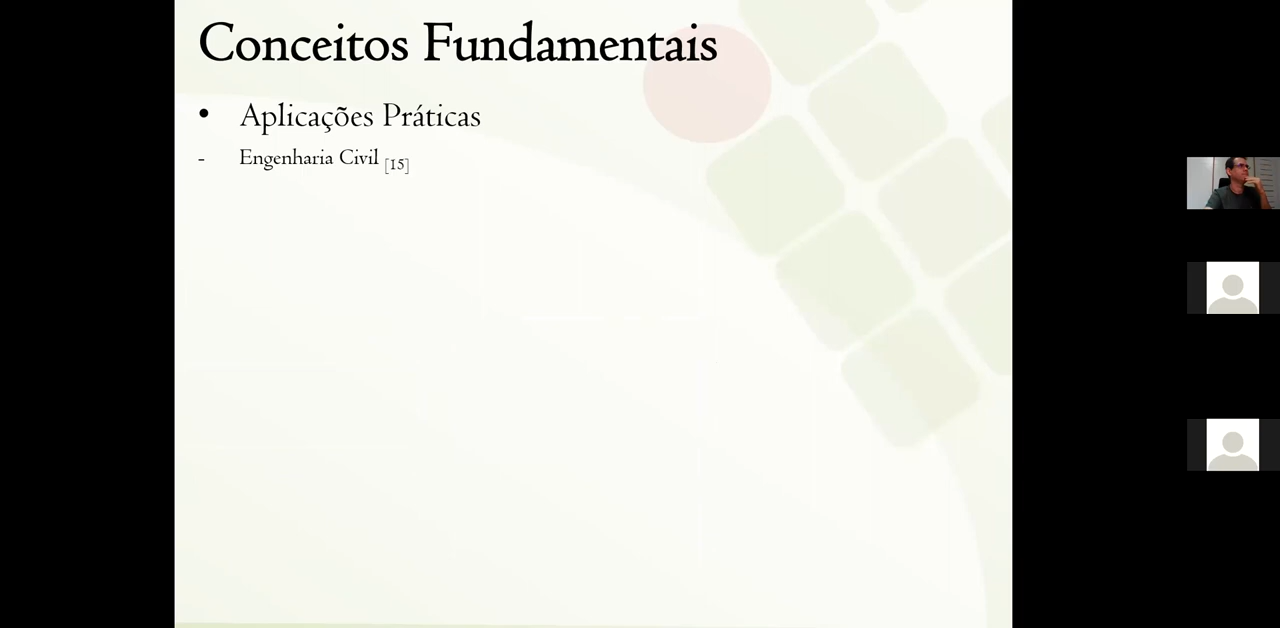 Conceitos Fundamentais
• Aplicações Práticas
- Engenharia Civil [15]